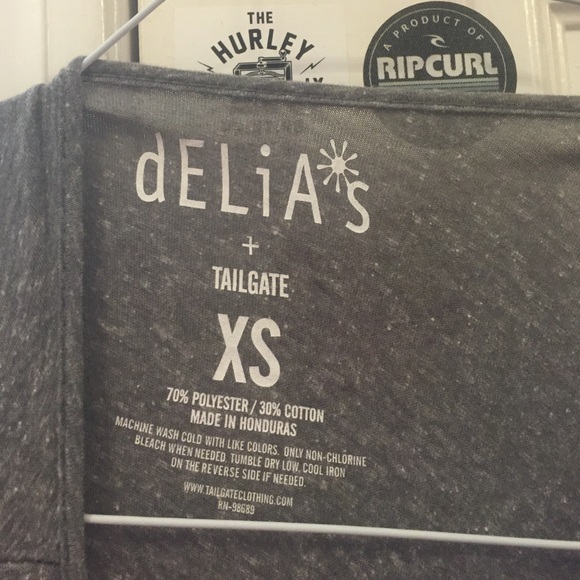 THE
HURLEY
A PRODUCT OF
RIPCURL
dELiA*s
+
TAILGATE
XS
70% POLYESTER / 30% COTTON
MADE IN HONDURAS
MACHINE WASH COLD WITH LIKE COLORS. ONLY NON-CHLORINE
BLEACH WHEN NEEDED. TUMBLE DRY LOW. COOL IRON
ON THE REVERSE SIDE IF NEEDED.
WWW.TAILGATECLOTHING.COM
RN-98689